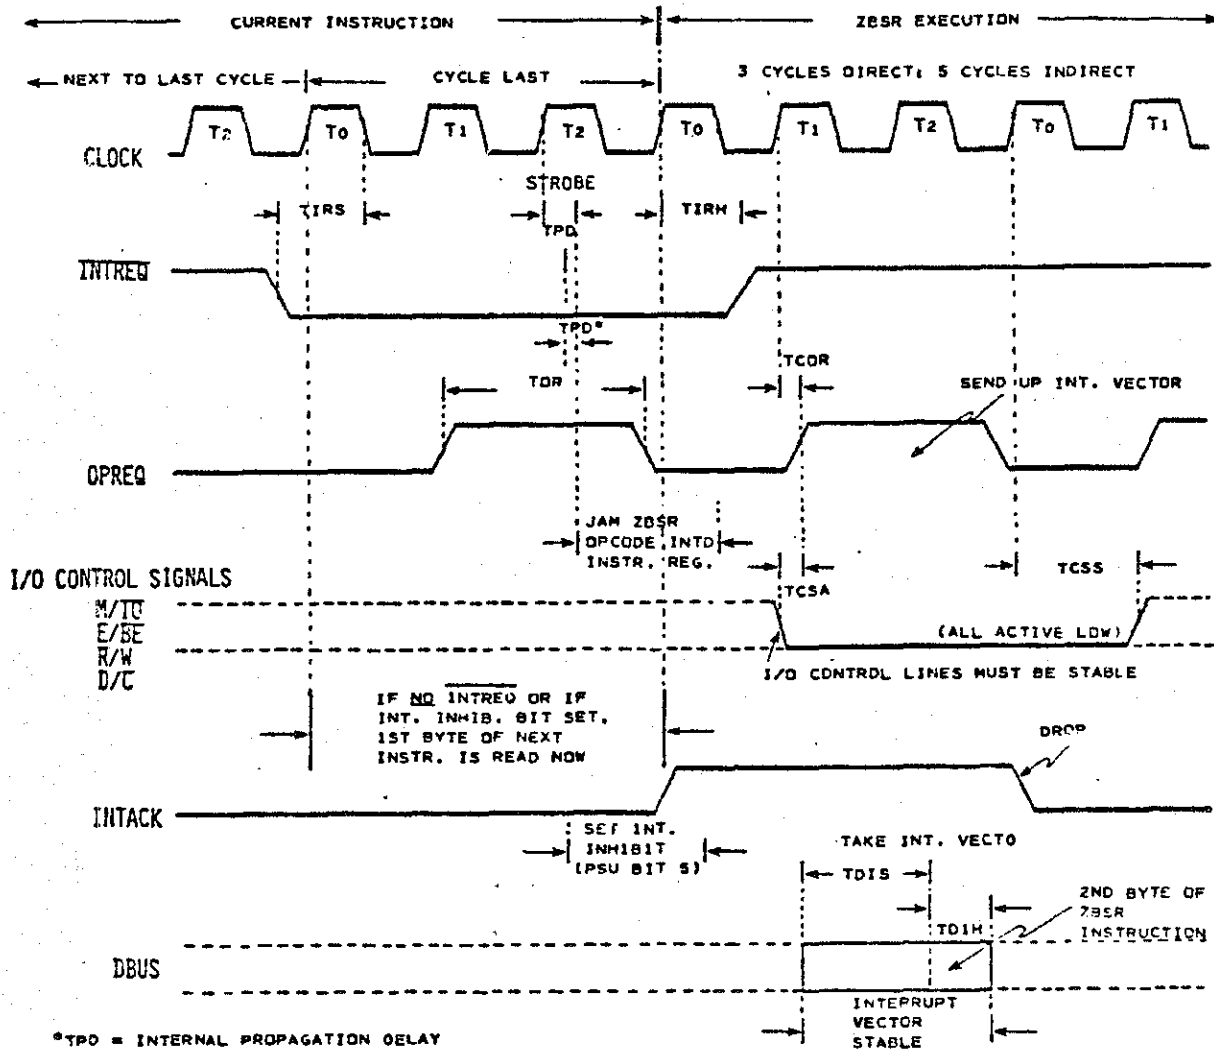 CURRENT INSTRUCTION
ZBSR EXECUTION
NEXT TO LAST CYCLE
CYCLE LAST
3 CYCLES DIRECT; 5 CYCLES INDIRECT
T2
T0
T1
T2
T0
T1
T2
T0
T1
CLOCK
STROBE
TIRS
TIRH
TPD
INTREQ
TPD*
TCOR
TOR
SEND UP INT. VECTOR
OPREQ
JAM ZBSR
OPCODE INTO
INSTR. REG.
I/O CONTROL SIGNALS
TCSA
TCSS
M/IO
E/BE
(ALL ACTIVE LOW)
R/W
D/C
I/O CONTROL LINES MUST BE STABLE
IF NO INTREQ OR IF
INT. INHIB. BIT SET,
1ST BYTE OF NEXT
INSTR. IS READ NOW
DROP
INTACK
SET INT.
INHIBIT
(PSU BIT 5)
TAKE INT. VECTO
TDIS
2ND BYTE OF
ZBSR
INSTRUCTION
TDIH
DBUS
INTERRUPT
VECTOR
STABLE
*TPD = INTERNAL PROPAGATION DELAY